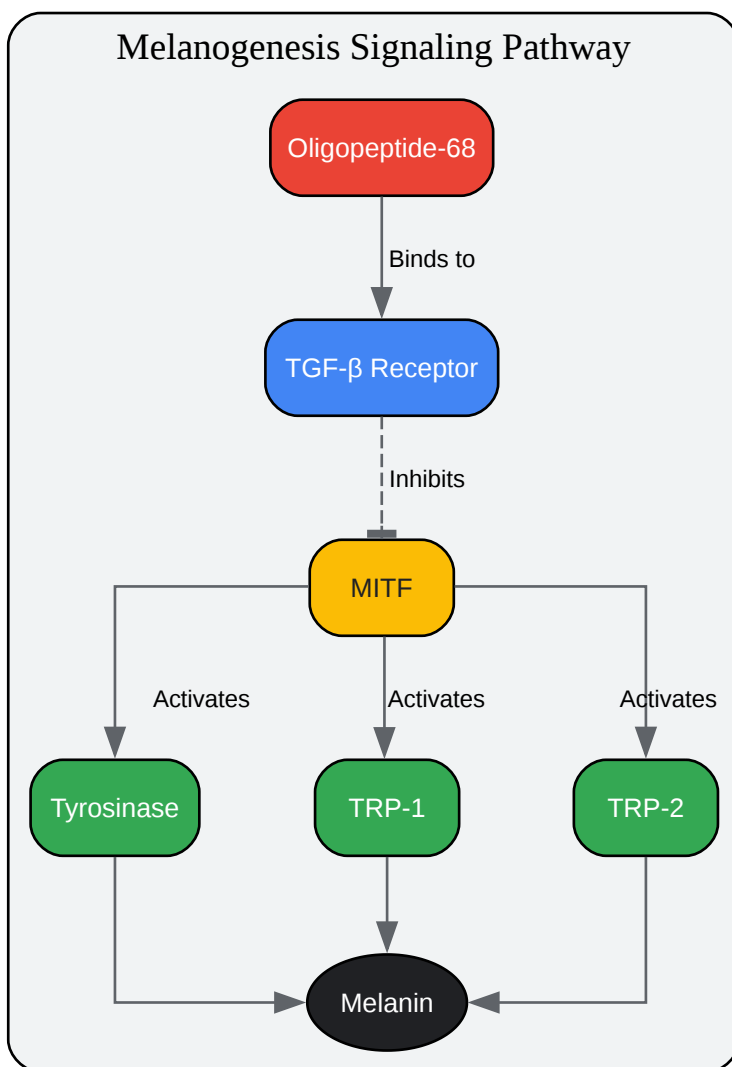 Melanogenesis Signaling Pathway
Oligopeptide-68
Binds to
TGF-β Receptor
Inhibits
MITF
Activates
Activates
Activates
Tyrosinase
TRP-1
TRP-2
Melanin